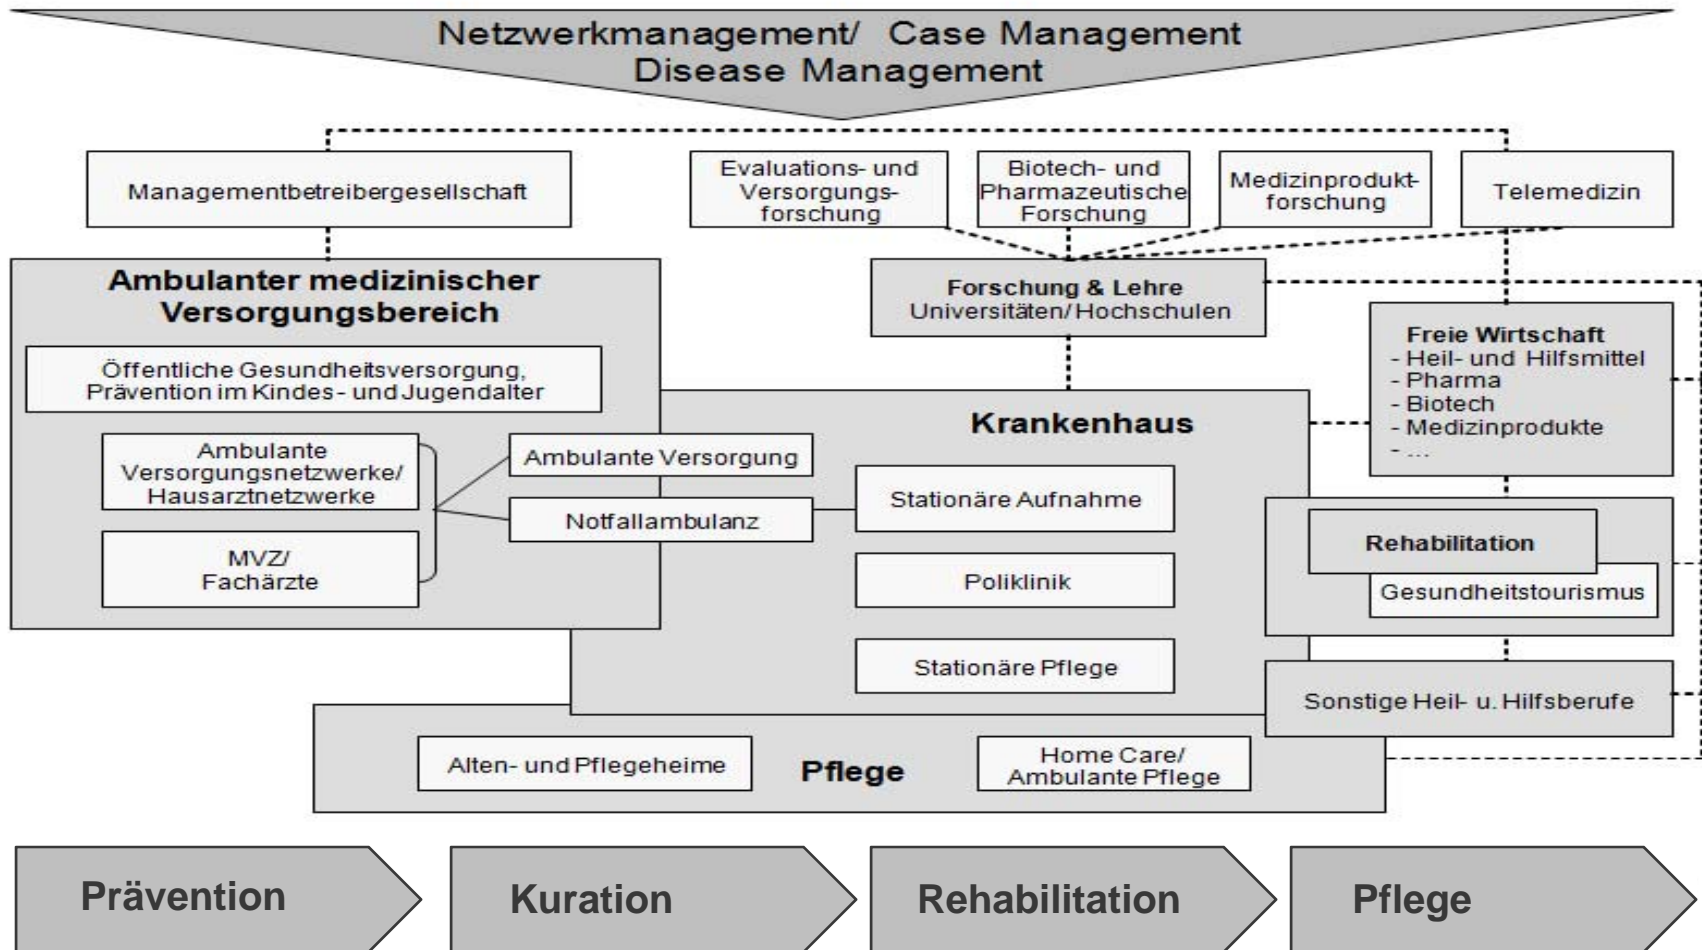 Netzwerkmanagement/ Case Management
Disease Management
Managementbetreibergesellschaft
Evaluations- und
Versorgungs-
forschung
Biotech- und
Pharmazeutische
Forschung
Medizinprodukt-
forschung
Telemedizin
Ambulanter medizinischer
Versorgungsbereich
Öffentliche Gesundheitsversorgung,
Prävention im Kindes- und Jugendalter
Ambulante
Versorgungsnetzwerke/
Hausarztnetzwerke
MVZ/
Fachärzte
Ambulante Versorgung
Notfallambulanz
Forschung & Lehre
Universitäten/Hochschulen
Krankenhaus
Stationäre Aufnahme
Poliklinik
Stationäre Pflege
Freie Wirtschaft
- Heil- und Hilfsmittel
- Pharma
- Biotech
- Medizinprodukte
- ...
Rehabilitation
Gesundheitstourismus
Sonstige Heil- u. Hilfsberufe
Alten- und Pflegeheime
Pflege
Home Care/
Ambulante Pflege
Prävention
Kuration
Rehabilitation
Pflege